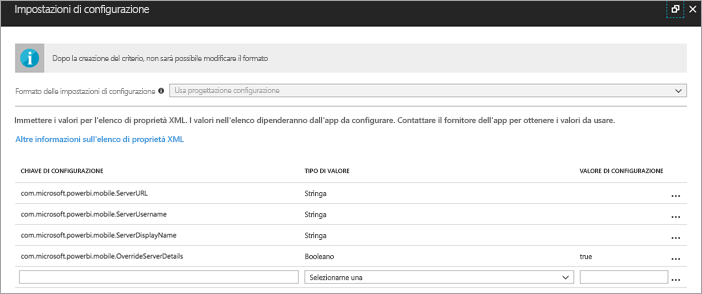 Impostazioni di configurazione
Dopo la creazione del criterio, non sarà possibile modificare il formato
Formato delle impostazioni di configurazione Usa progettazione configurazione
Immettere i valori per l'elenco di proprietà XML. I valori nell'elenco dipenderanno dall'app da configurare. Contattare il fornitore dell'app per ottenere i valori da usare.
Altre informazioni sull'elenco di proprietà XML
CHIAVE DI CONFIGURAZIONE TIPO DI VALORE VALORE DI CONFIGURAZIONE
com.microsoft.powerbi.mobile.ServerURL Stringa ...
com.microsoft.powerbi.mobile.ServerUsername Stringa ...
com.microsoft.powerbi.mobile.ServerDisplayName Stringa ...
com.microsoft.powerbi.mobile.OverrideServerDetails Booleano true ...
Selezionarne una ...